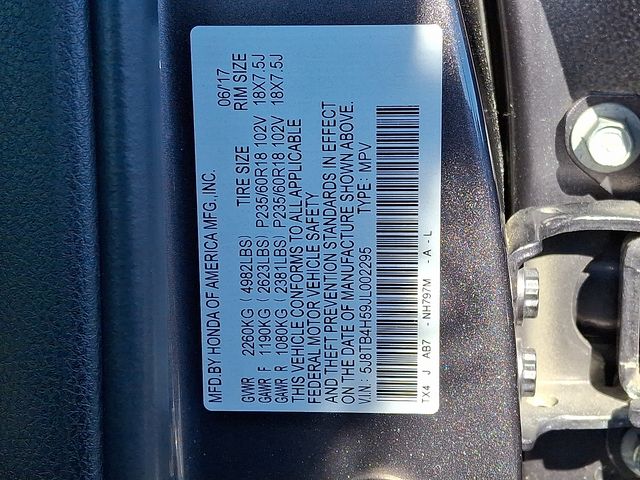 MFD.BY HONDA OF AMERICA MFG.,INC. 06/'17
GVWR 2260KG ( 4982LBS) TIRE SIZE RIM SIZE
GAWR F 1190KG ( 2623LBS) P235/60R18 102V 18X7.5J
GAWR R 1080KG ( 2381LBS) P235/60R18 102V 18X7.5J
THIS VEHICLE CONFORMS TO ALL APPLICABLE
FEDERAL MOTOR VEHICLE SAFETY
AND THEFT PREVENTION STANDARDS IN EFFECT
ON THE DATE OF MANUFACTURE SHOWN ABOVE.
V.I.N.: 5J8TB4H59JL002295 TYPE: MPV
TX4 J AB7 - NH797M - A - L